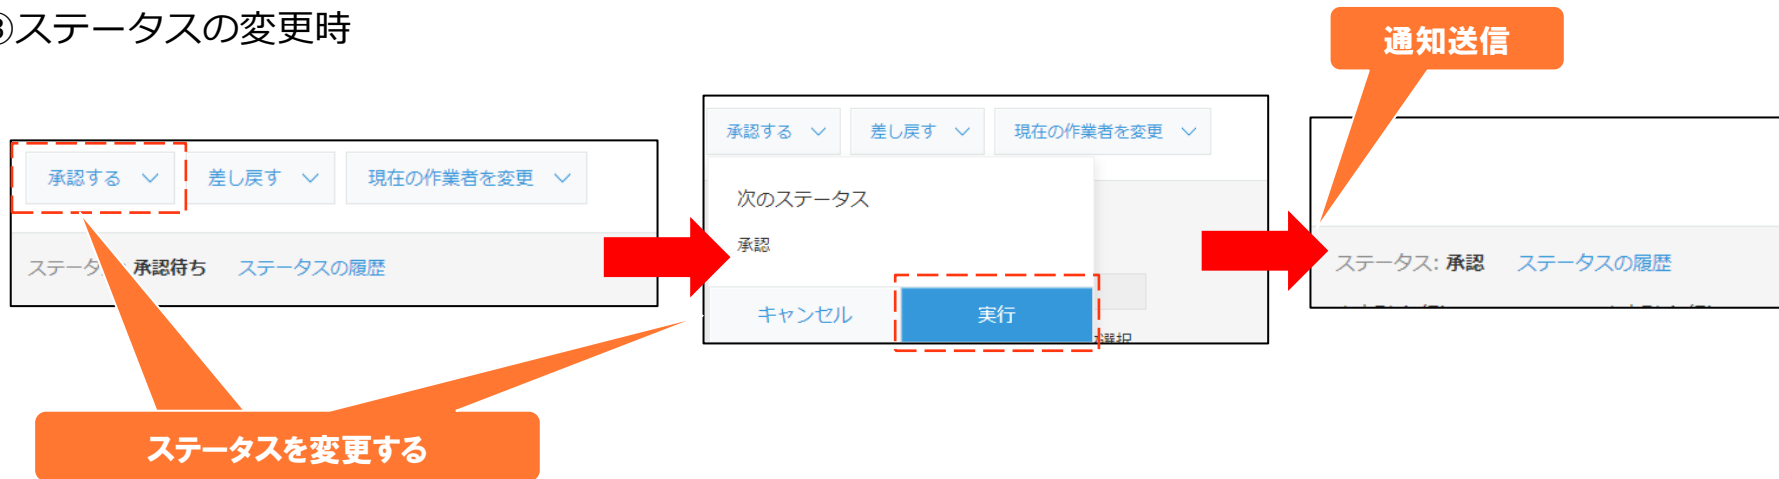 ③ステータスの変更時
通知送信
承認する
差し戻す
現在の作業者を変更
ステータス: 承認待ち
ステータスの履歴
承認する
差し戻す
現在の作業者を変更
次のステータス
承認
キャンセル
実行
選択
ステータス: 承認
ステータスの履歴
ステータスを変更する